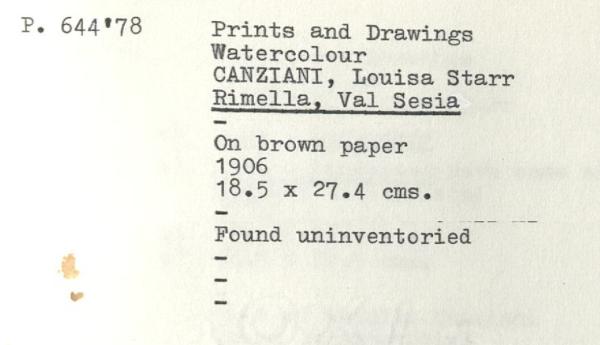 P. 644'78
Prints and Drawings
Watercolour
CANZIANI, Louisa Starr
Rimella, Val Sesia
-
On brown paper
1906
18.5 x 27.4 cms.
-
Found uninventoried
-
-
-